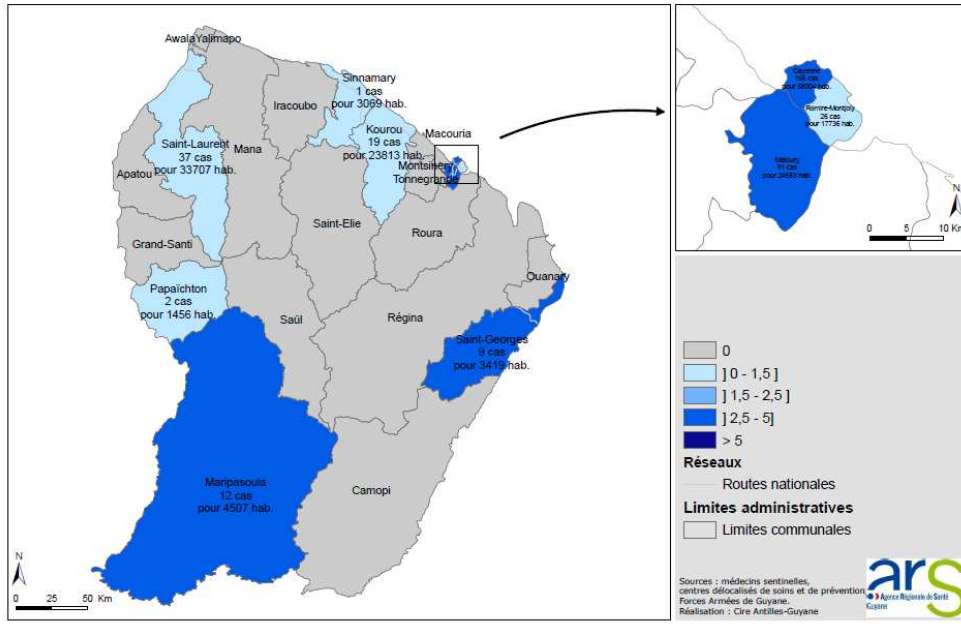 Awala Yalimapo
Sinnamary
1 cas
pour 3069 hab.
Iracoubo
Kourou
19 cas
pour 23813 hab.
Macouria
Saint-Laurent
37 cas
pour 33707 hab.
Mana
Apatou
Montsinery
Tonnegrande
Saint-Elie
Roura
Grand-Santi
Ouanary
Papaïchton
2 cas
pour 1456 hab.
Saül
Régina
Saint-Georges
9 cas
pour 3419 hab.
Maripasoula
12 cas
pour 4507 hab.
Camopi
N
0 25 50 Km
Cayenne
cas
Remire-Montjoly
26 cas
pour 17736 hab.
Matoury
cas
hab.
N
0 5 10 Km
0
] 0 - 1,5 ]
] 1,5 - 2,5 ]
] 2,5 - 5]
> 5
Réseaux
Routes nationales
Limites administratives
Limites communales
Sources : médecins sentinelles,
centres délocalisés de soins et de prévention
Forces Armées de Guyane.
Réalisation : Cire Antilles-Guyane
ars
Agence Régionale de Santé
Guyane